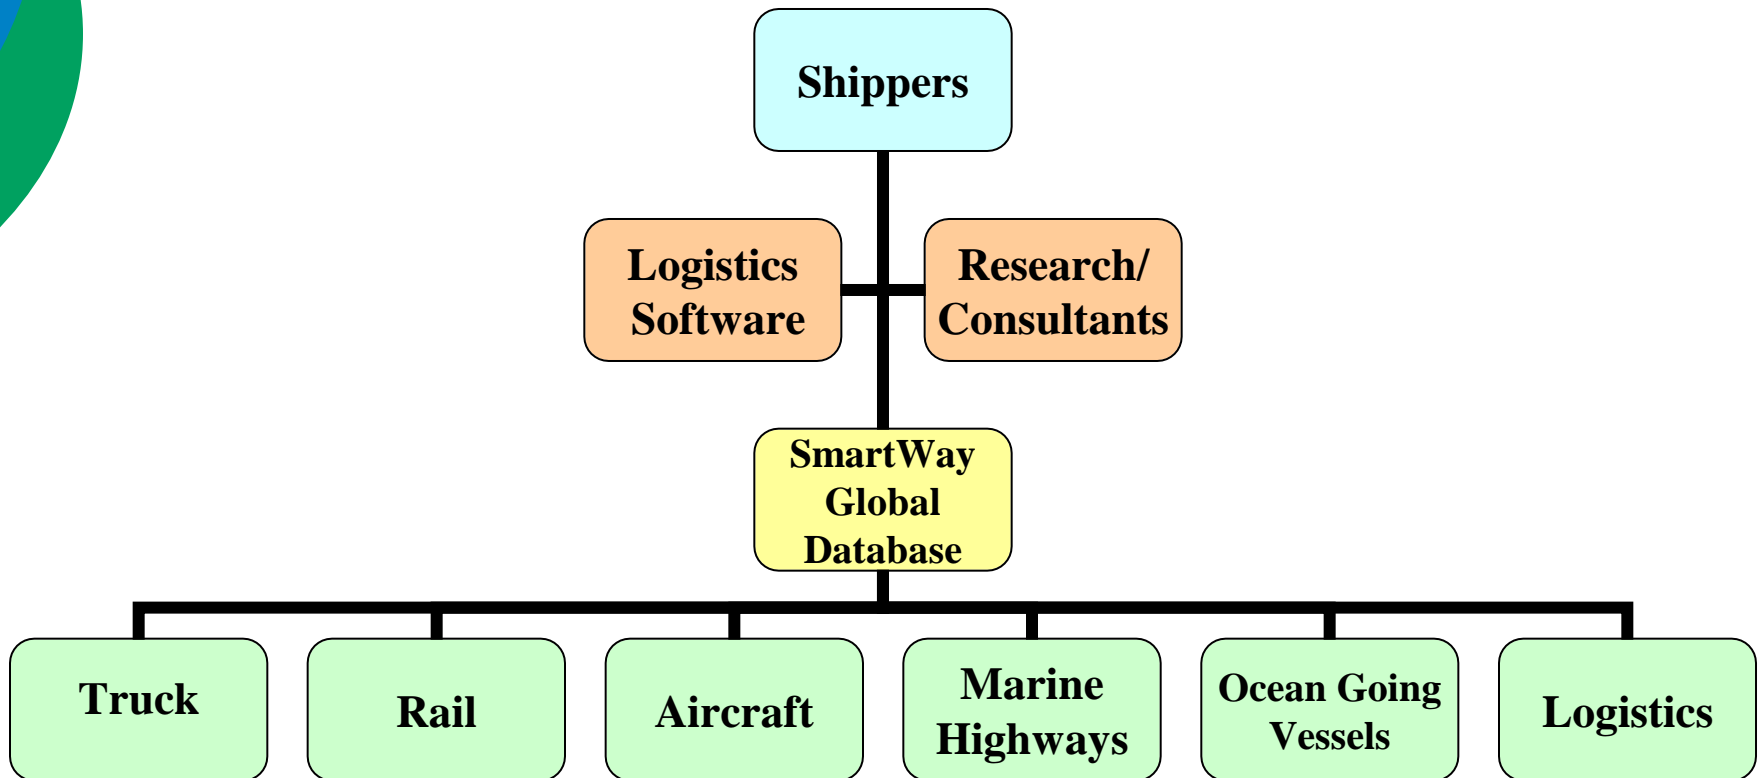 Shippers
Logistics
Software
Research/
Consultants
SmartWay
Global
Database
Truck
Rail
Aircraft
Marine
Highways
Ocean Going
Vessels
Logistics